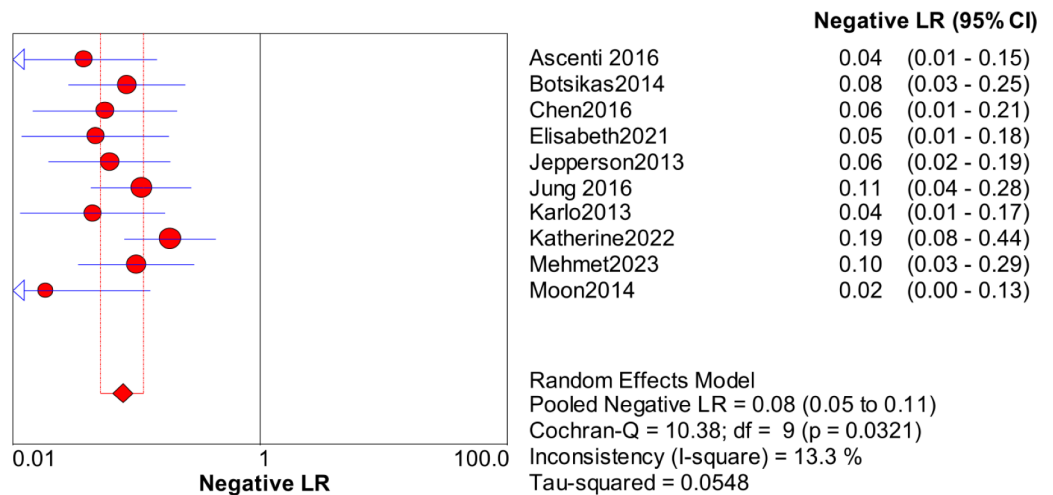 Negative LR (95% CI)
Ascenti 2016 0.04 (0.01 - 0.15)
Botsikas2014 0.08 (0.03 - 0.25)
Chen2016 0.06 (0.01 - 0.21)
Elisabeth2021 0.05 (0.01 - 0.18)
Jepperson2013 0.06 (0.02 - 0.19)
Jung 2016 0.11 (0.04 - 0.28)
Karlo2013 0.04 (0.01 - 0.17)
Katherine2022 0.19 (0.08 - 0.44)
Mehmet2023 0.10 (0.03 - 0.29)
Moon2014 0.02 (0.00 - 0.13)
Random Effects Model
Pooled Negative LR = 0.08 (0.05 to 0.11)
Cochran-Q = 10.38; df = 9 (p = 0.0321)
Inconsistency (I-square) = 13.3 %
Tau-squared = 0.0548
0.01 1 100.0
Negative LR